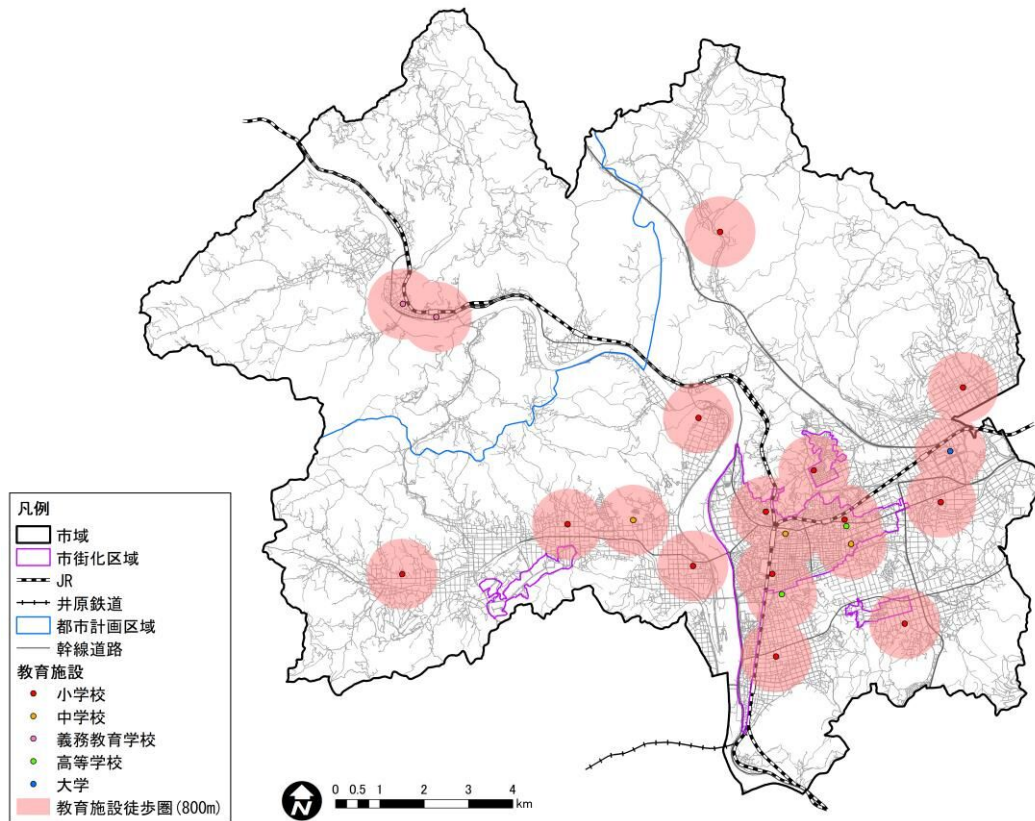 凡例
市域
市街化区域
JR
井原鉄道
都市計画区域
幹線道路
教育施設
小学校
中学校
義務教育学校
高等学校
大学
教育施設徒歩圏(800m)
N
0 0.5 1 2 3 4
km